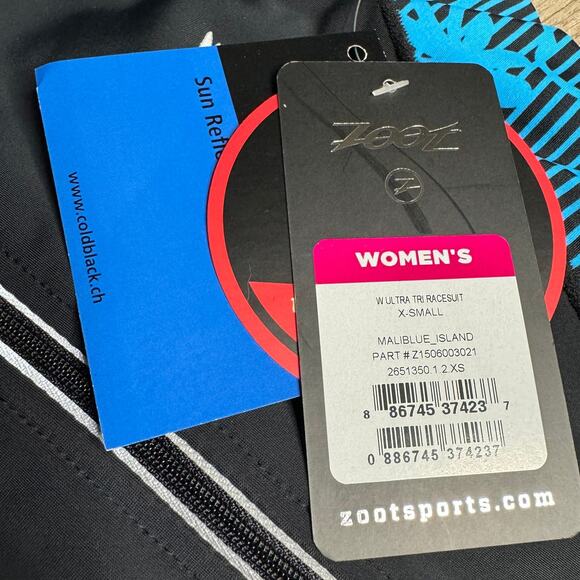 Sun Refle
www.coldblack.ch
ZOOT
WOMEN'S
W ULTRA TRI RACESUIT
X-SMALL
MALIBLUE_ISLAND
PART # Z1506003021
2651350.1.2.XS
8 86745 37423 7
0 886745 374237
zootsports.com